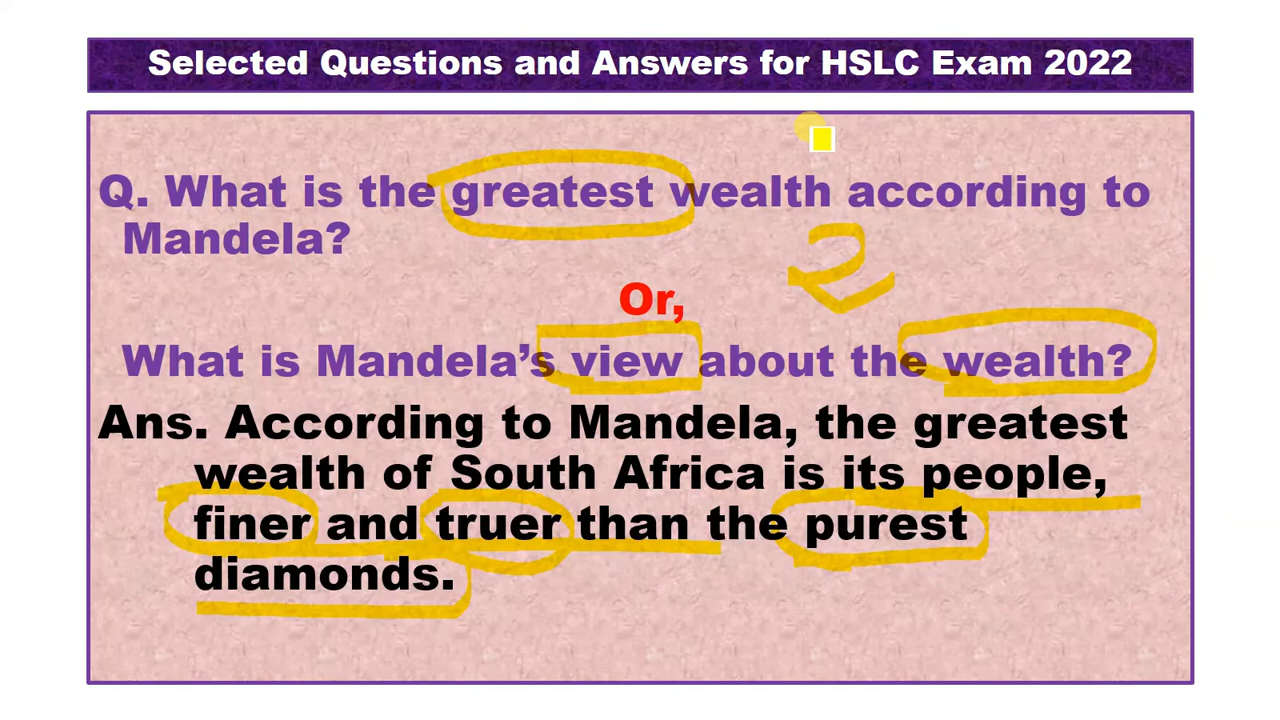 Selected Questions and Answers for HSLC Exam 2022
Q. What is the greatest wealth according to
Mandela?
২
Or,
What is Mandela’s view about the wealth?
Ans. According to Mandela, the greatest
wealth of South Africa is its people,
finer and truer than the purest
diamonds.